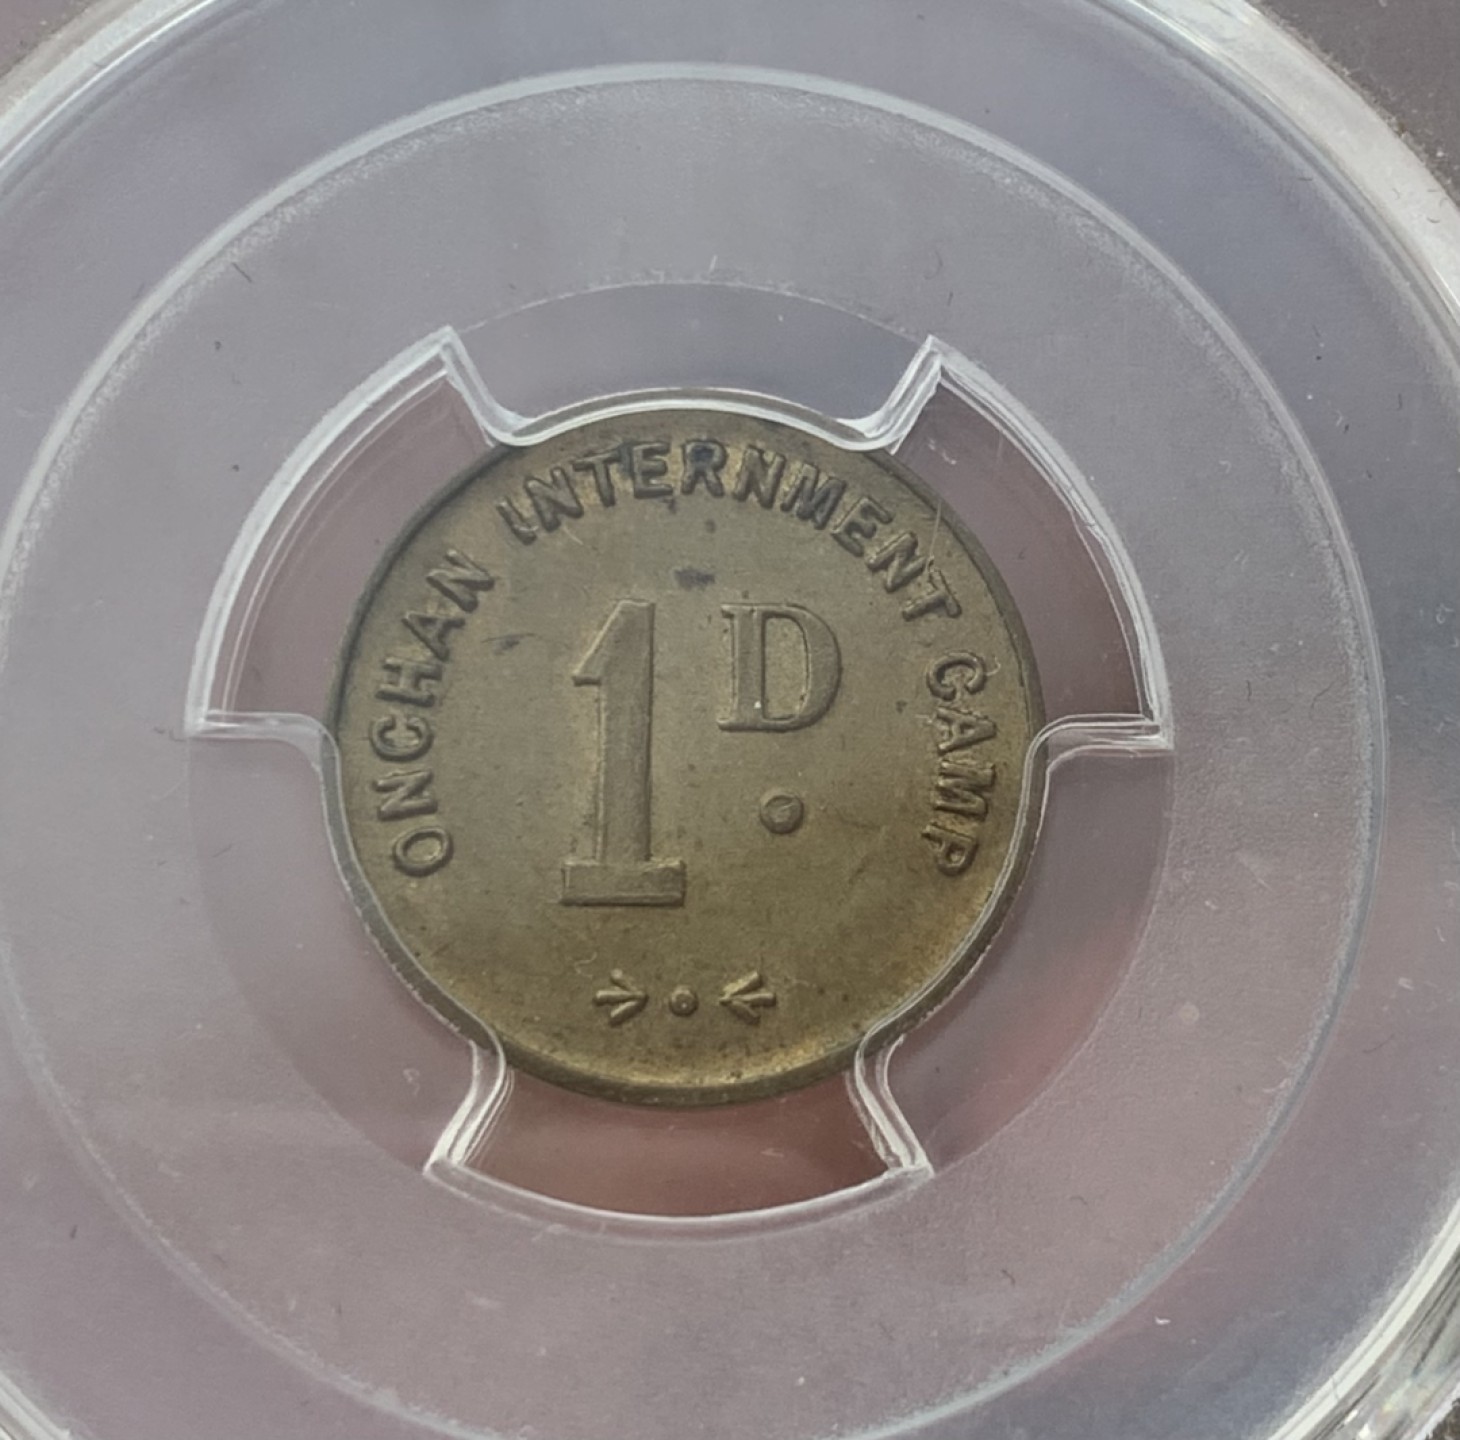 ONCHAN INTERNMENT CAMP
1D.